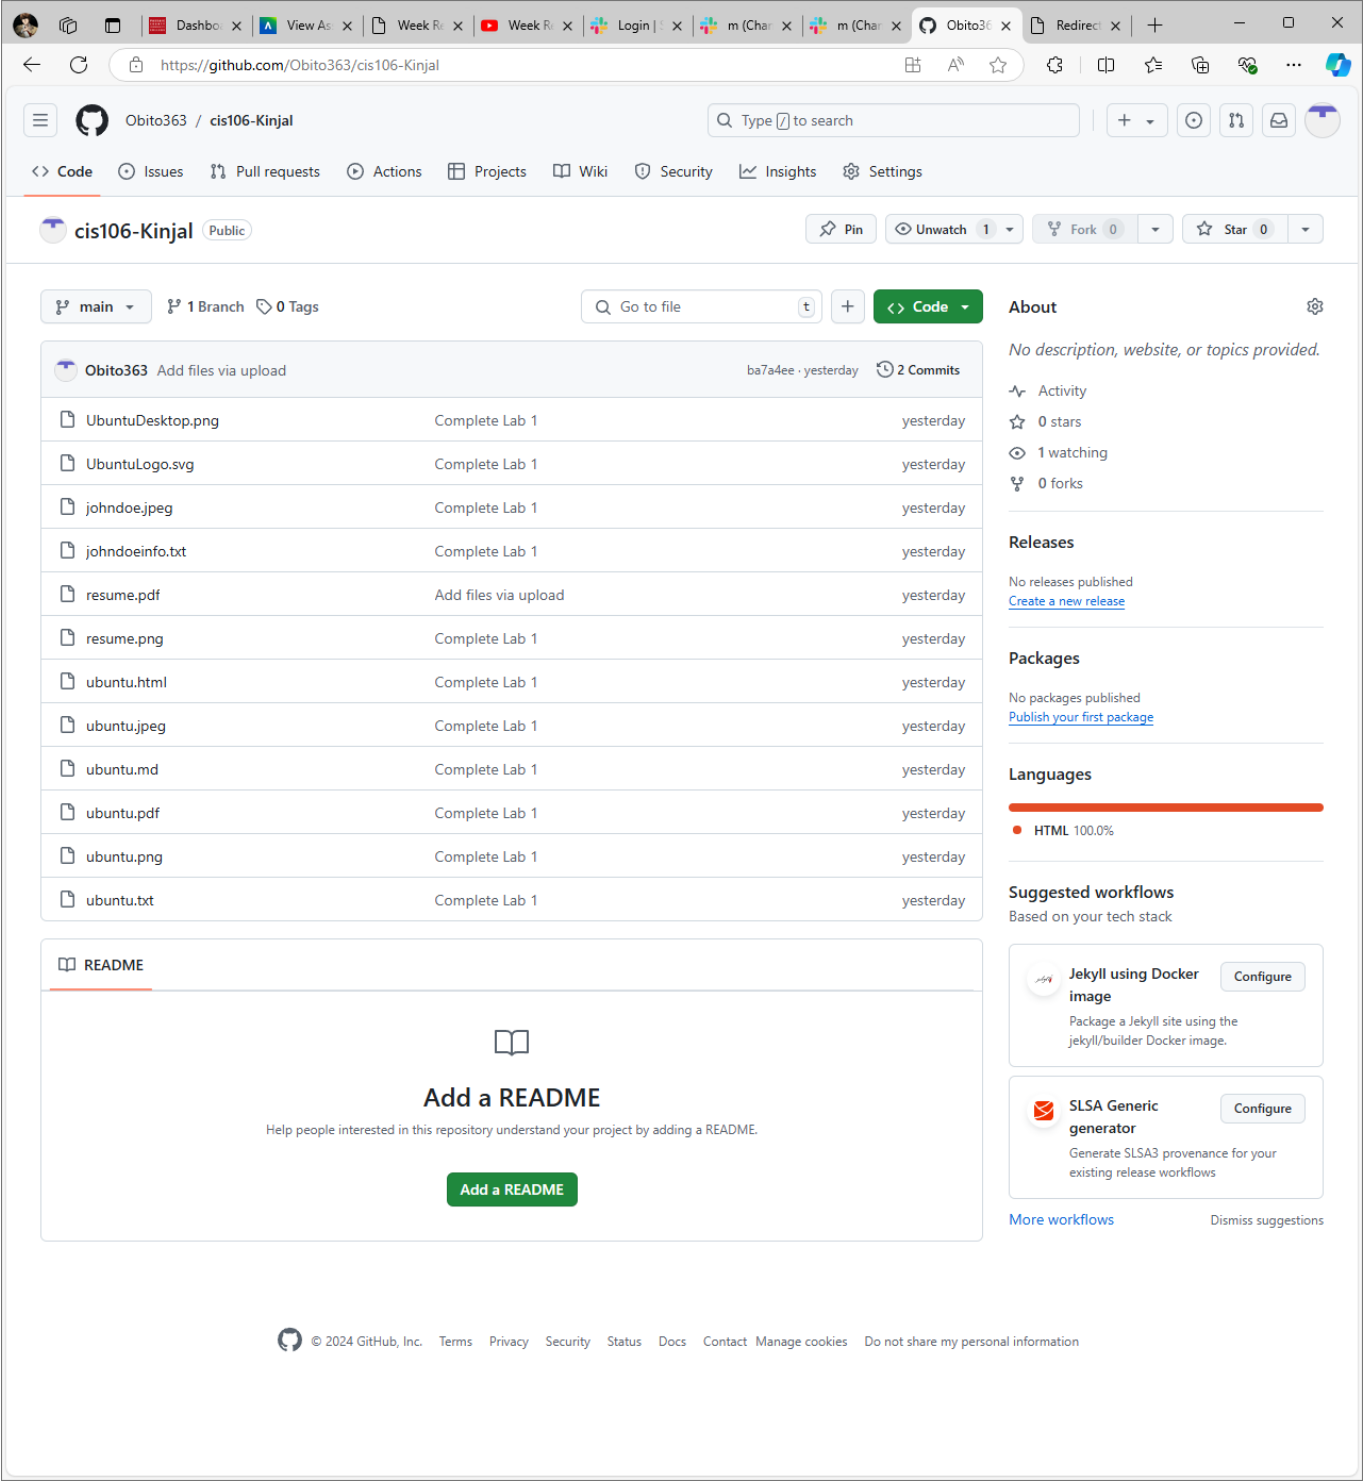 Dashbo
View As
Week Re
Week Re
Login | S
m (Char
m (Char
Obito36
Redirect
https://github.com/Obito363/cis106-Kinjal
Obito363 / cis106-Kinjal
Type / to search
Code Issues Pull requests Actions Projects Wiki Security Insights Settings
cis106-Kinjal Public
Pin Unwatch 1 Fork 0 Star 0
main 1 Branch 0 Tags
Go to file t
Code
Obito363 Add files via upload ba7a4ee · yesterday 2 Commits
UbuntuDesktop.png Complete Lab 1 yesterday
UbuntuLogo.svg Complete Lab 1 yesterday
johndoe.jpeg Complete Lab 1 yesterday
johndoeinfo.txt Complete Lab 1 yesterday
resume.pdf Add files via upload yesterday
resume.png Complete Lab 1 yesterday
ubuntu.html Complete Lab 1 yesterday
ubuntu.jpeg Complete Lab 1 yesterday
ubuntu.md Complete Lab 1 yesterday
ubuntu.pdf Complete Lab 1 yesterday
ubuntu.png Complete Lab 1 yesterday
ubuntu.txt Complete Lab 1 yesterday
README
Add a README
Help people interested in this repository understand your project by adding a README.
Add a README
About
No description, website, or topics provided.
Activity
0 stars
1 watching
0 forks
Releases
No releases published
Create a new release
Packages
No packages published
Publish your first package
Languages
HTML 100.0%
Suggested workflows
Based on your tech stack
Jekyll using Docker
image
Configure
Package a Jekyll site using the
jekyll/builder Docker image.
SLSA Generic
generator
Configure
Generate SLSA3 provenance for your
existing release workflows
More workflows Dismiss suggestions
© 2024 GitHub, Inc. Terms Privacy Security Status Docs Contact Manage cookies Do not share my personal information